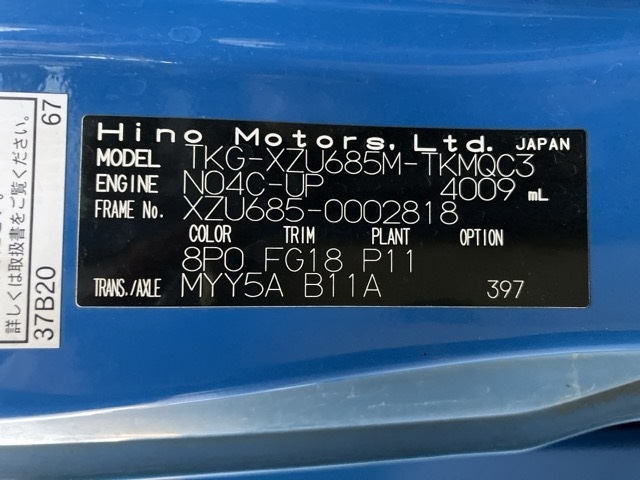 Hino Motors, Ltd. JAPAN
MODEL TKG-XZU685M-TKMQC3
ENGINE N04C-UP 4009 mL
FRAME No. XZU685-0002818
COLOR TRIM PLANT OPTION
8P0 FG18 P11
TRANS./AXLE MYY5A B11A 397
詳しくは取扱書をご覧ください。
37B20 67